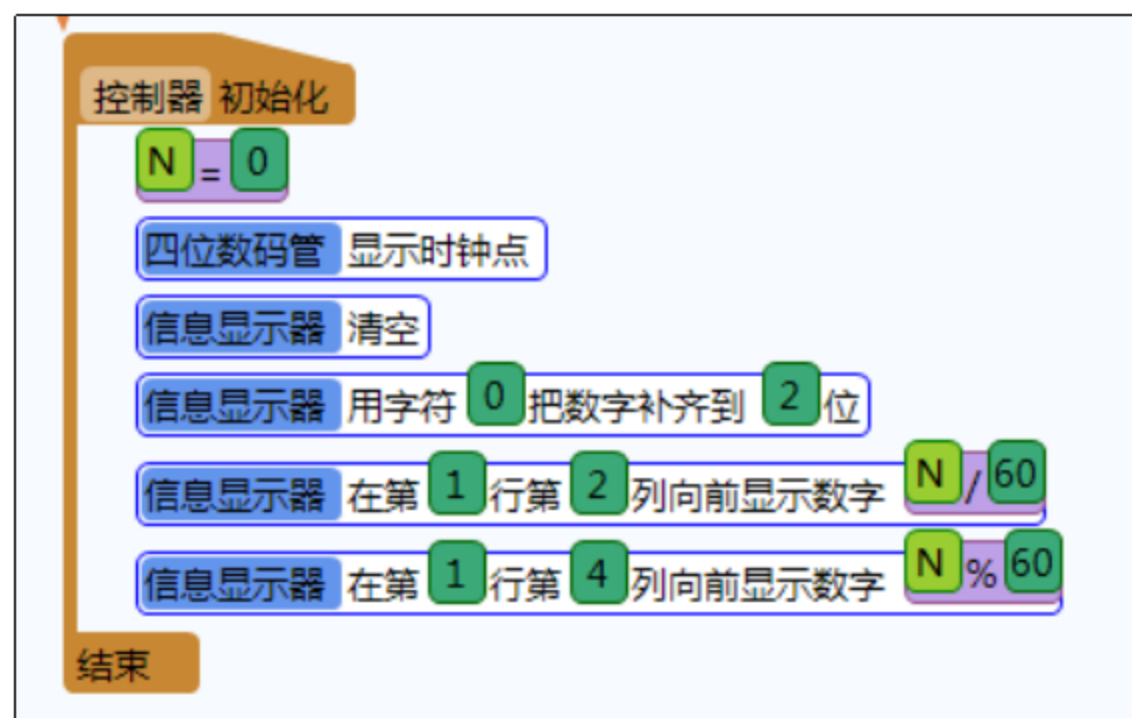 控制器 初始化
N = 0
四位数码管 显示时钟点
信息显示器 清空
信息显示器 用字符 0 把数字补齐到 2 位
信息显示器 在第 1 行第 2 列向前显示数字 N / 60
信息显示器 在第 1 行第 4 列向前显示数字 N % 60
结束